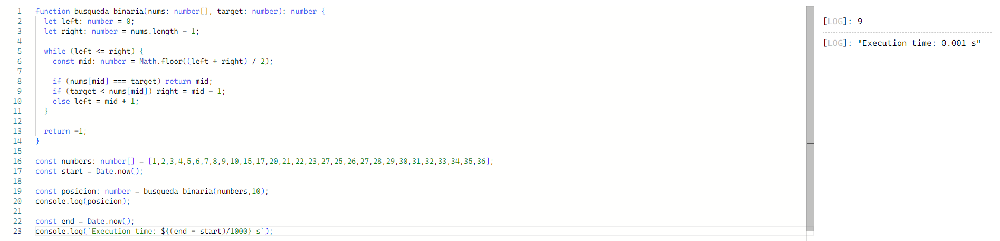 1 function busqueda_binaria(nums: number[], target: number): number {
2 let left: number = 0;
3 let right: number = nums.length - 1;
4
5 while (left <= right) {
6 const mid: number = Math.floor((left + right) / 2);
7
8 if (nums[mid] === target) return mid;
9 if (target < nums[mid]) right = mid - 1;
10 else left = mid + 1;
11 }
12
13 return -1;
14 }
15
16 const numbers: number[] = [1,2,3,4,5,6,7,8,9,10,15,17,20,21,22,23,27,25,26,27,28,29,30,31,32,33,34,35,36];
17 const start = Date.now();
18
19 const posicion: number = busqueda_binaria(numbers,10);
20 console.log(posicion);
21
22 const end = Date.now();
23 console.log(`Execution time: ${(end - start)/1000} s`);
[LOG]: 9
[LOG]: "Execution time: 0.001 s"